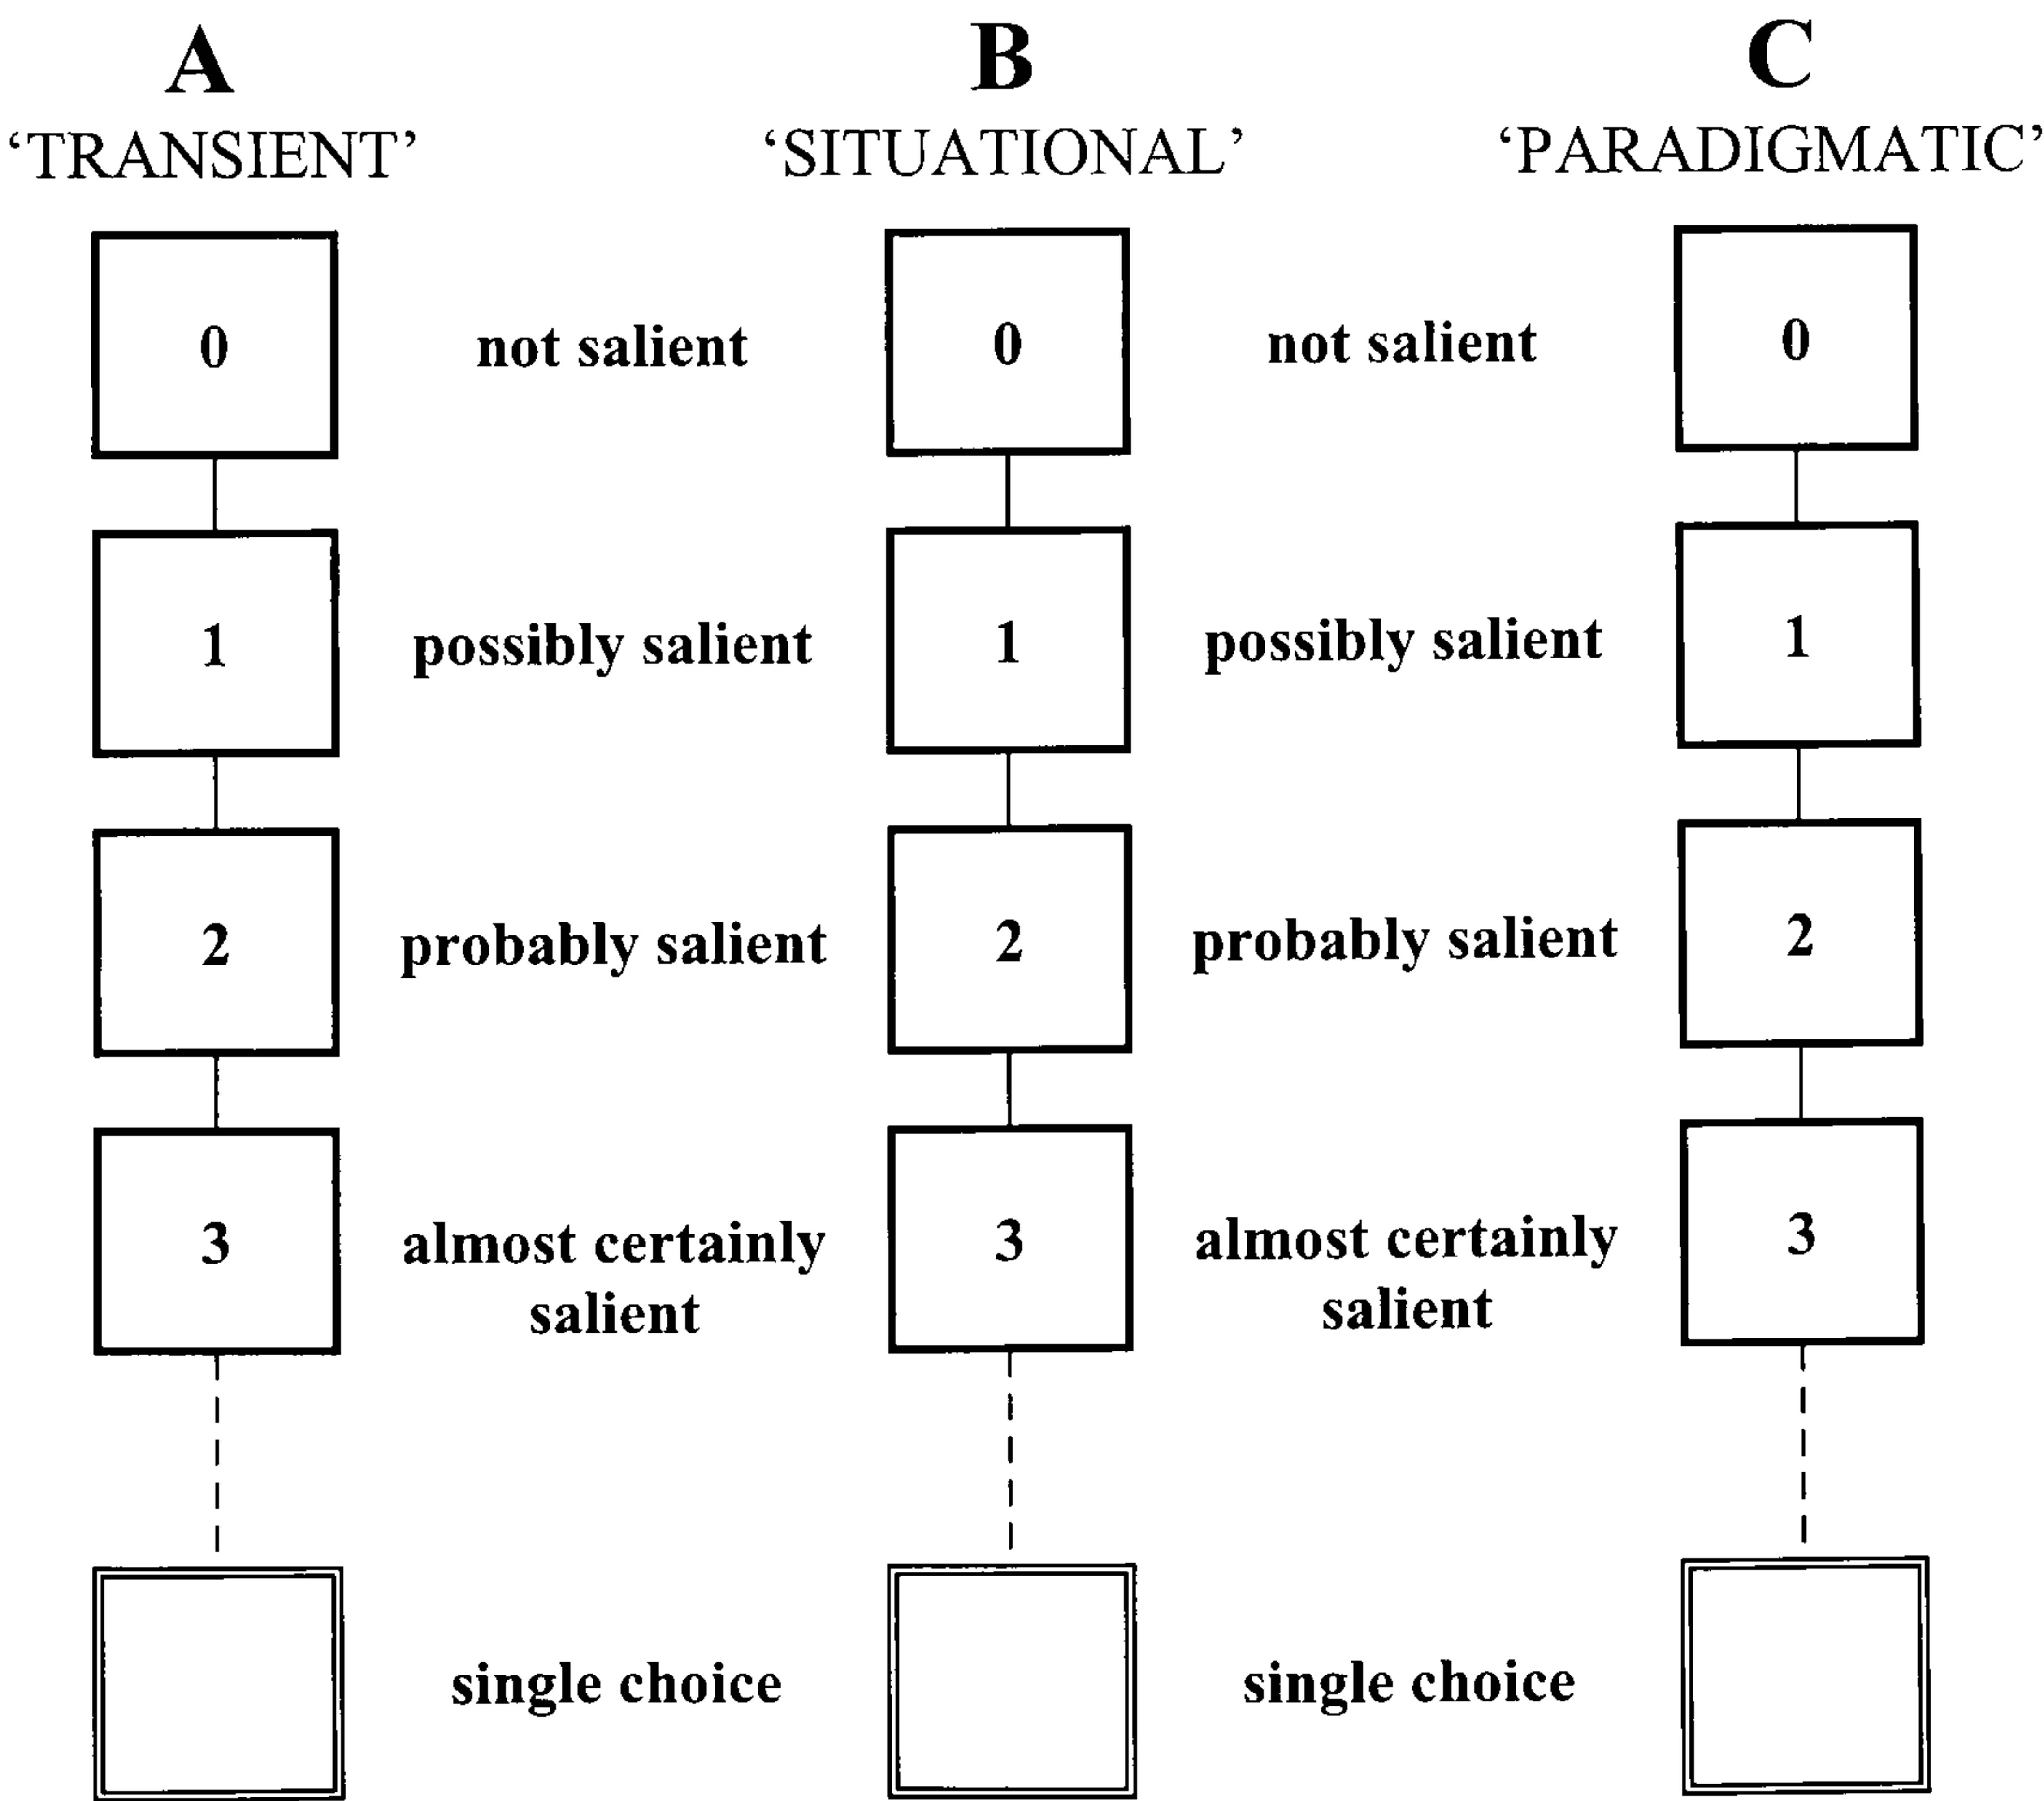 A B C
‘TRANSIENT’ ‘SITUATIONAL’ ‘PARADIGMATIC’
0 not salient 0 not salient 0
1 possibly salient 1 possibly salient 1
2 probably salient 2 probably salient 2
3 almost certainly 3 almost certainly 3
salient salient
single choice single choice